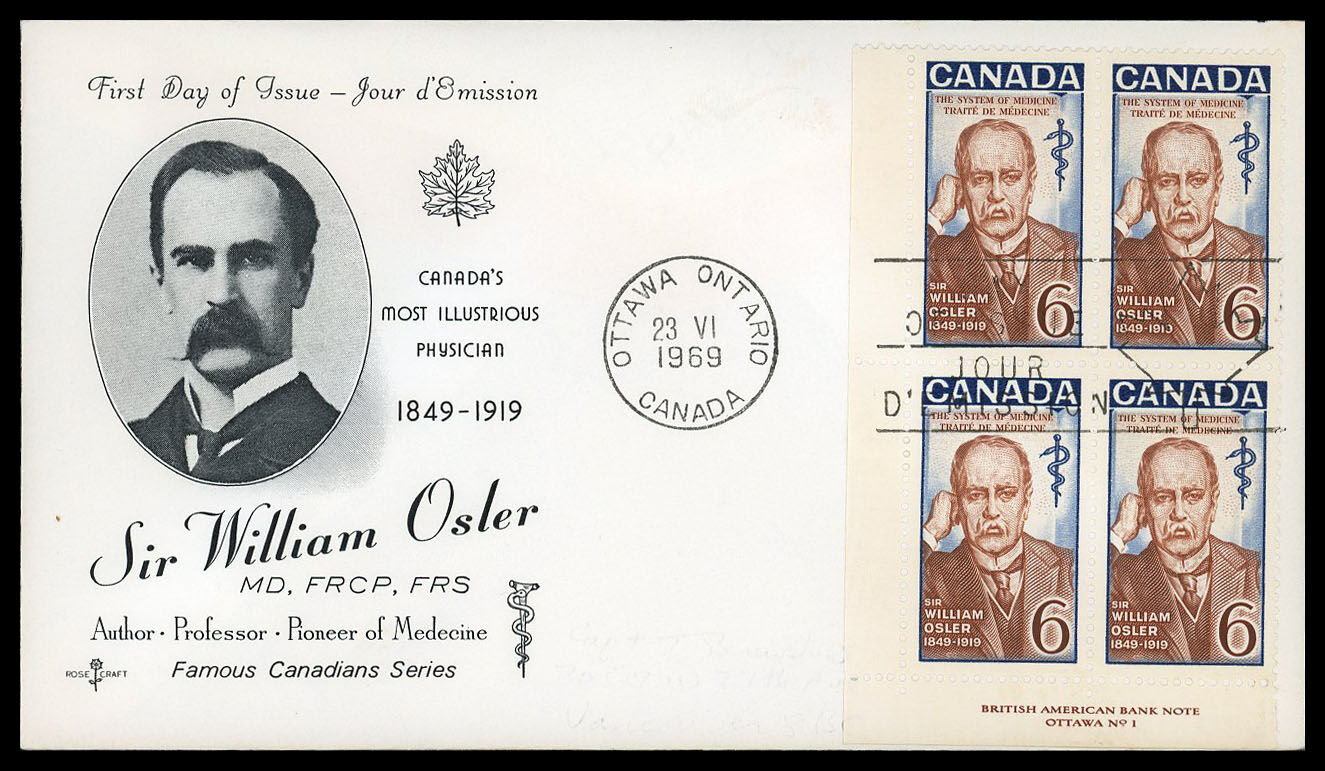 First Day of Issue – Jour d'Emission
CANADA'S
MOST ILLUSTRIOUS
PHYSICIAN
1849-1919
Sir William Osler
MD, FRCP, FRS
Author · Professor · Pioneer of Medecine
Famous Canadians Series
ROSE CRAFT
OTTAWA ONTARIO
23 VI
1969
CANADA
CANADA
THE SYSTEM OF MEDICINE
TRAITÉ DE MÉDECINE
SIR
WILLIAM
OSLER
1849-1919
6
CANADA
THE SYSTEM OF MEDICINE
TRAITÉ DE MÉDECINE
SIR
WILLIAM
OSLER
1849-1919
6
JOUR
D'EMISSION
CANADA
THE SYSTEM OF MEDICINE
TRAITÉ DE MÉDECINE
SIR
WILLIAM
OSLER
1849-1919
6
CANADA
THE SYSTEM OF MEDICINE
TRAITÉ DE MÉDECINE
SIR
WILLIAM
OSLER
1849-1919
6
BRITISH AMERICAN BANK NOTE
OTTAWA Nº 1